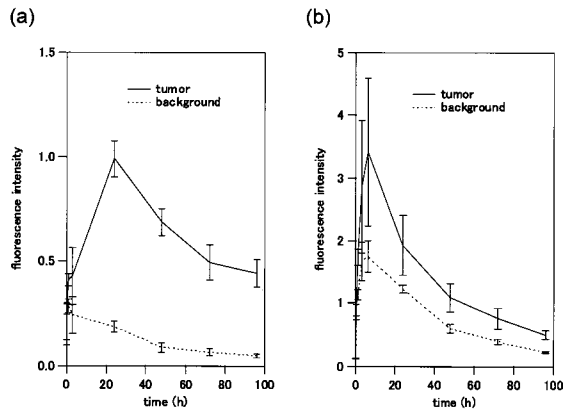 (a)
1.5
1.0
0.5
0.0
fluorescence intensity
tumor
background
0 20 40 60 80 100
time (h)
(b)
5
4
3
2
1
0
fluorescence intensity
tumor
background
0 20 40 60 80 100
time (h)